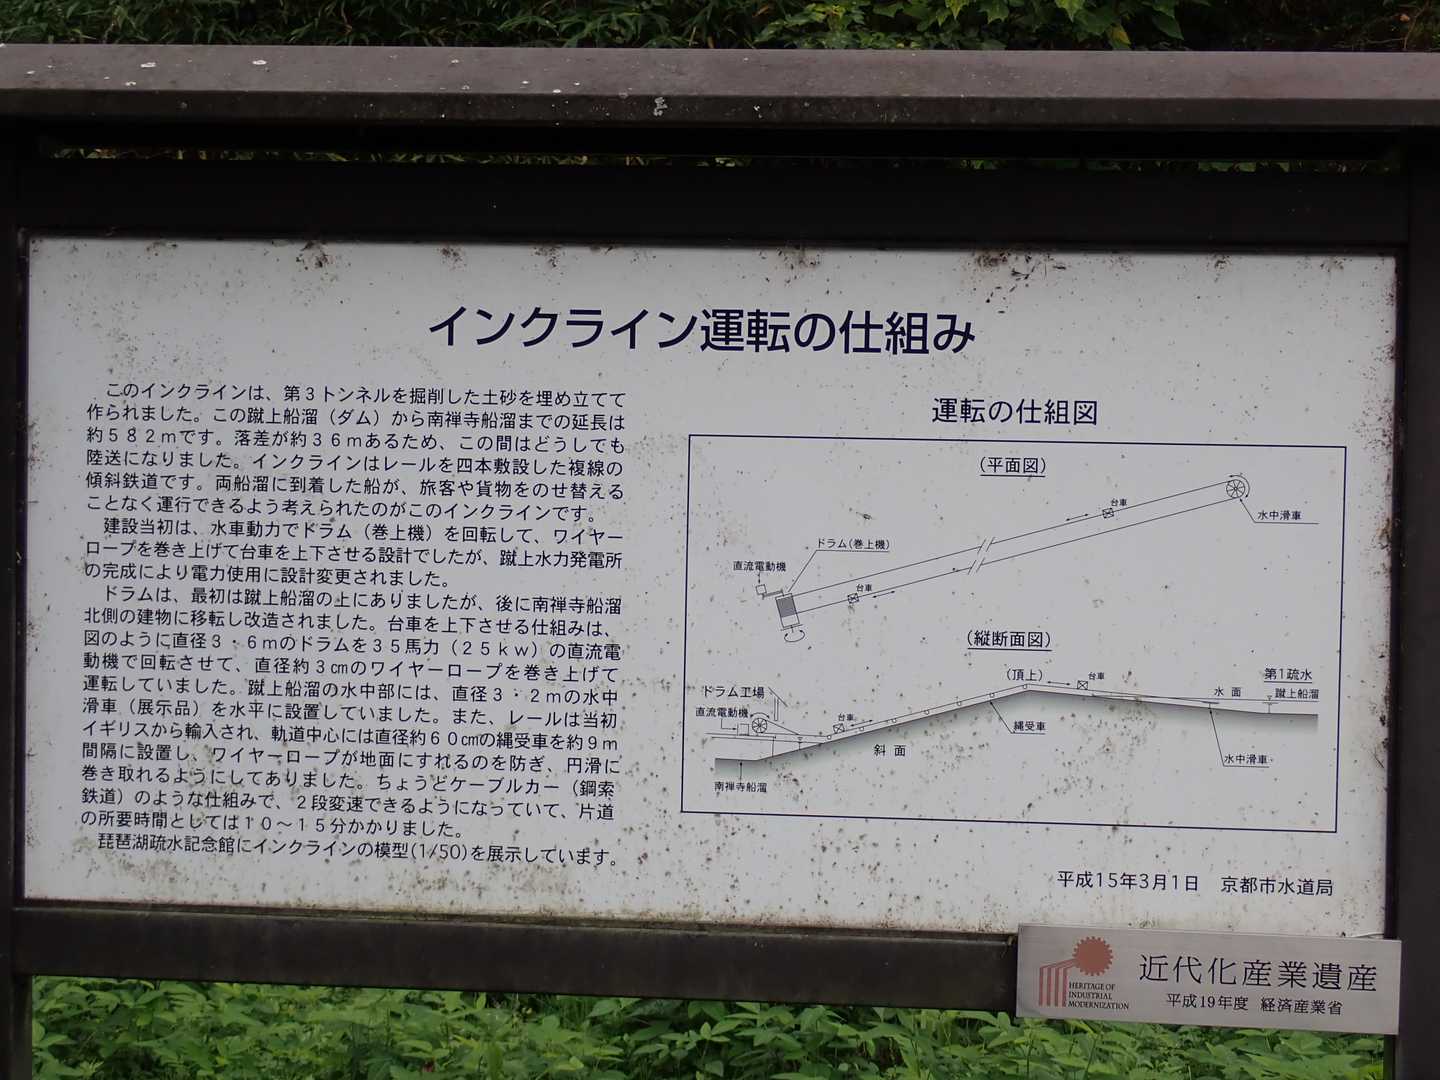 インクライン運転の仕組み
このインクラインは、第３トンネルを掘削した土砂を埋め立てて
作られました。この蹴上船溜（ダム）から南禅寺船溜までの延長は
約５８２ｍです。落差が約３６ｍあるため、この間はどうしても
陸送になりました。インクラインはレールを四本敷設した複線の
傾斜鉄道です。両船溜に到着した船が、旅客や貨物をのせ替える
ことなく運行できるよう考えられたのがこのインクラインです。
建設当初は、水車動力でドラム（巻上機）を回転して、ワイヤー
ロープを巻き上げて台車を上下させる設計でしたが、蹴上水力発電所
の完成により電力使用に設計変更されました。
ドラムは、最初は蹴上船溜の上にありましたが、後に南禅寺船溜
北側の建物に移転し改造されました。台車を上下させる仕組みは、
図のように直径３・６ｍのドラムを３５馬力（２５ｋｗ）の直流電
動機で回転させて、直径約３㎝のワイヤーロープを巻き上げて
運転していました。蹴上船溜の水中部には、直径３・２ｍの水中
滑車（展示品）を水平に設置していました。また、レールは当初
イギリスから輸入され、軌道中心には直径約６０㎝の縄受車を約９ｍ
間隔に設置し、ワイヤーロープが地面にすれるのを防ぎ、円滑に
巻き取れるようにしてありました。ちょうどケーブルカー（鋼索
鉄道）のような仕組みで、２段変速できるようになっていて、片道
の所要時間としては１０～１５分かかりました。
琵琶湖疏水記念館にインクラインの模型(1/50)を展示しています。
運転の仕組図
(平面図)
台車
水中滑車
ドラム(巻上機)
直流電動機
台車
(縦断面図)
(頂上)
台車
第1疏水
水 面
蹴上船溜
ドラム工場
直流電動機
台車
縄受車
斜 面
水中滑車
南禅寺船溜
平成15年3月1日 京都市水道局
HERITAGE OF
INDUSTRIAL
MODERNIZATION
近代化産業遺産
平成19年度 経済産業省